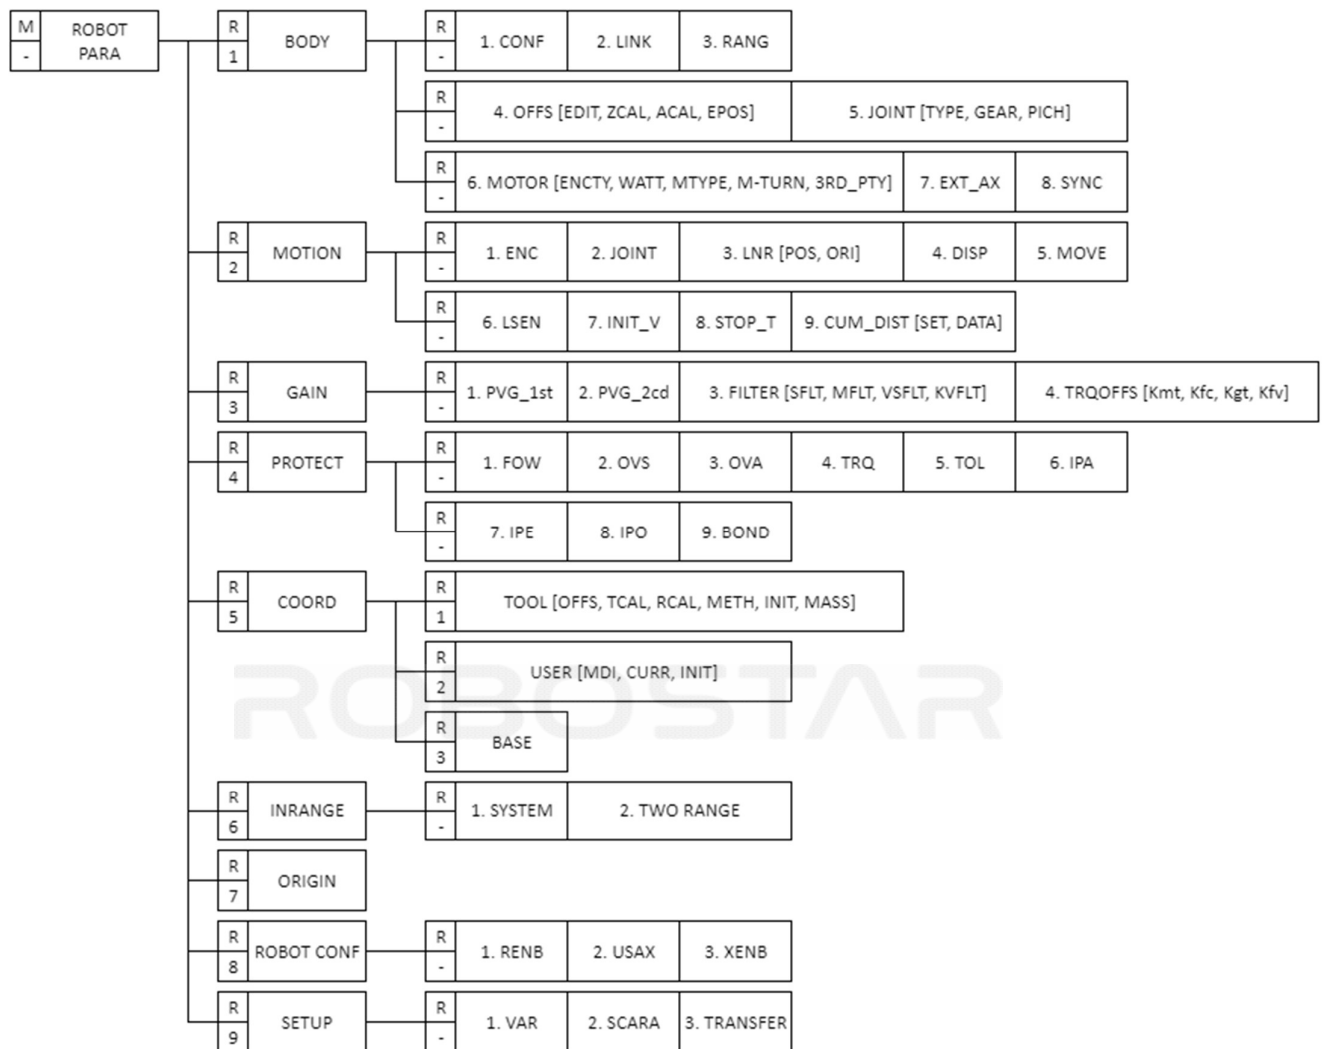 M
-
ROBOT
PARA
R
1
BODY
R
-
1. CONF
2. LINK
3. RANG
R
-
4. OFFS [EDIT, ZCAL, ACAL, EPOS]
5. JOINT [TYPE, GEAR, PICH]
R
-
6. MOTOR [ENCTY, WATT, MTYPE, M-TURN, 3RD_PTY]
7. EXT_AX
8. SYNC
R
2
MOTION
R
-
1. ENC
2. JOINT
3. LNR [POS, ORI]
4. DISP
5. MOVE
R
-
6. LSEN
7. INIT_V
8. STOP_T
9. CUM_DIST [SET, DATA]
R
3
GAIN
R
-
1. PVG_1st
2. PVG_2cd
3. FILTER [SFLT, MFLT, VSFLT, KVFLT]
4. TRQOFFS [Kmt, Kfc, Kgt, Kfv]
R
4
PROTECT
R
-
1. FOW
2. OVS
3. OVA
4. TRQ
5. TOL
6. IPA
R
-
7. IPE
8. IPO
9. BOND
R
5
COORD
R
1
TOOL [OFFS, TCAL, RCAL, METH, INIT, MASS]
R
2
USER [MDI, CURR, INIT]
ROBOSTAR
R
3
BASE
R
6
INRANGE
R
-
1. SYSTEM
2. TWO RANGE
R
7
ORIGIN
R
8
ROBOT CONF
R
-
1. RENB
2. USAX
3. XENB
R
9
SETUP
R
-
1. VAR
2. SCARA
3. TRANSFER